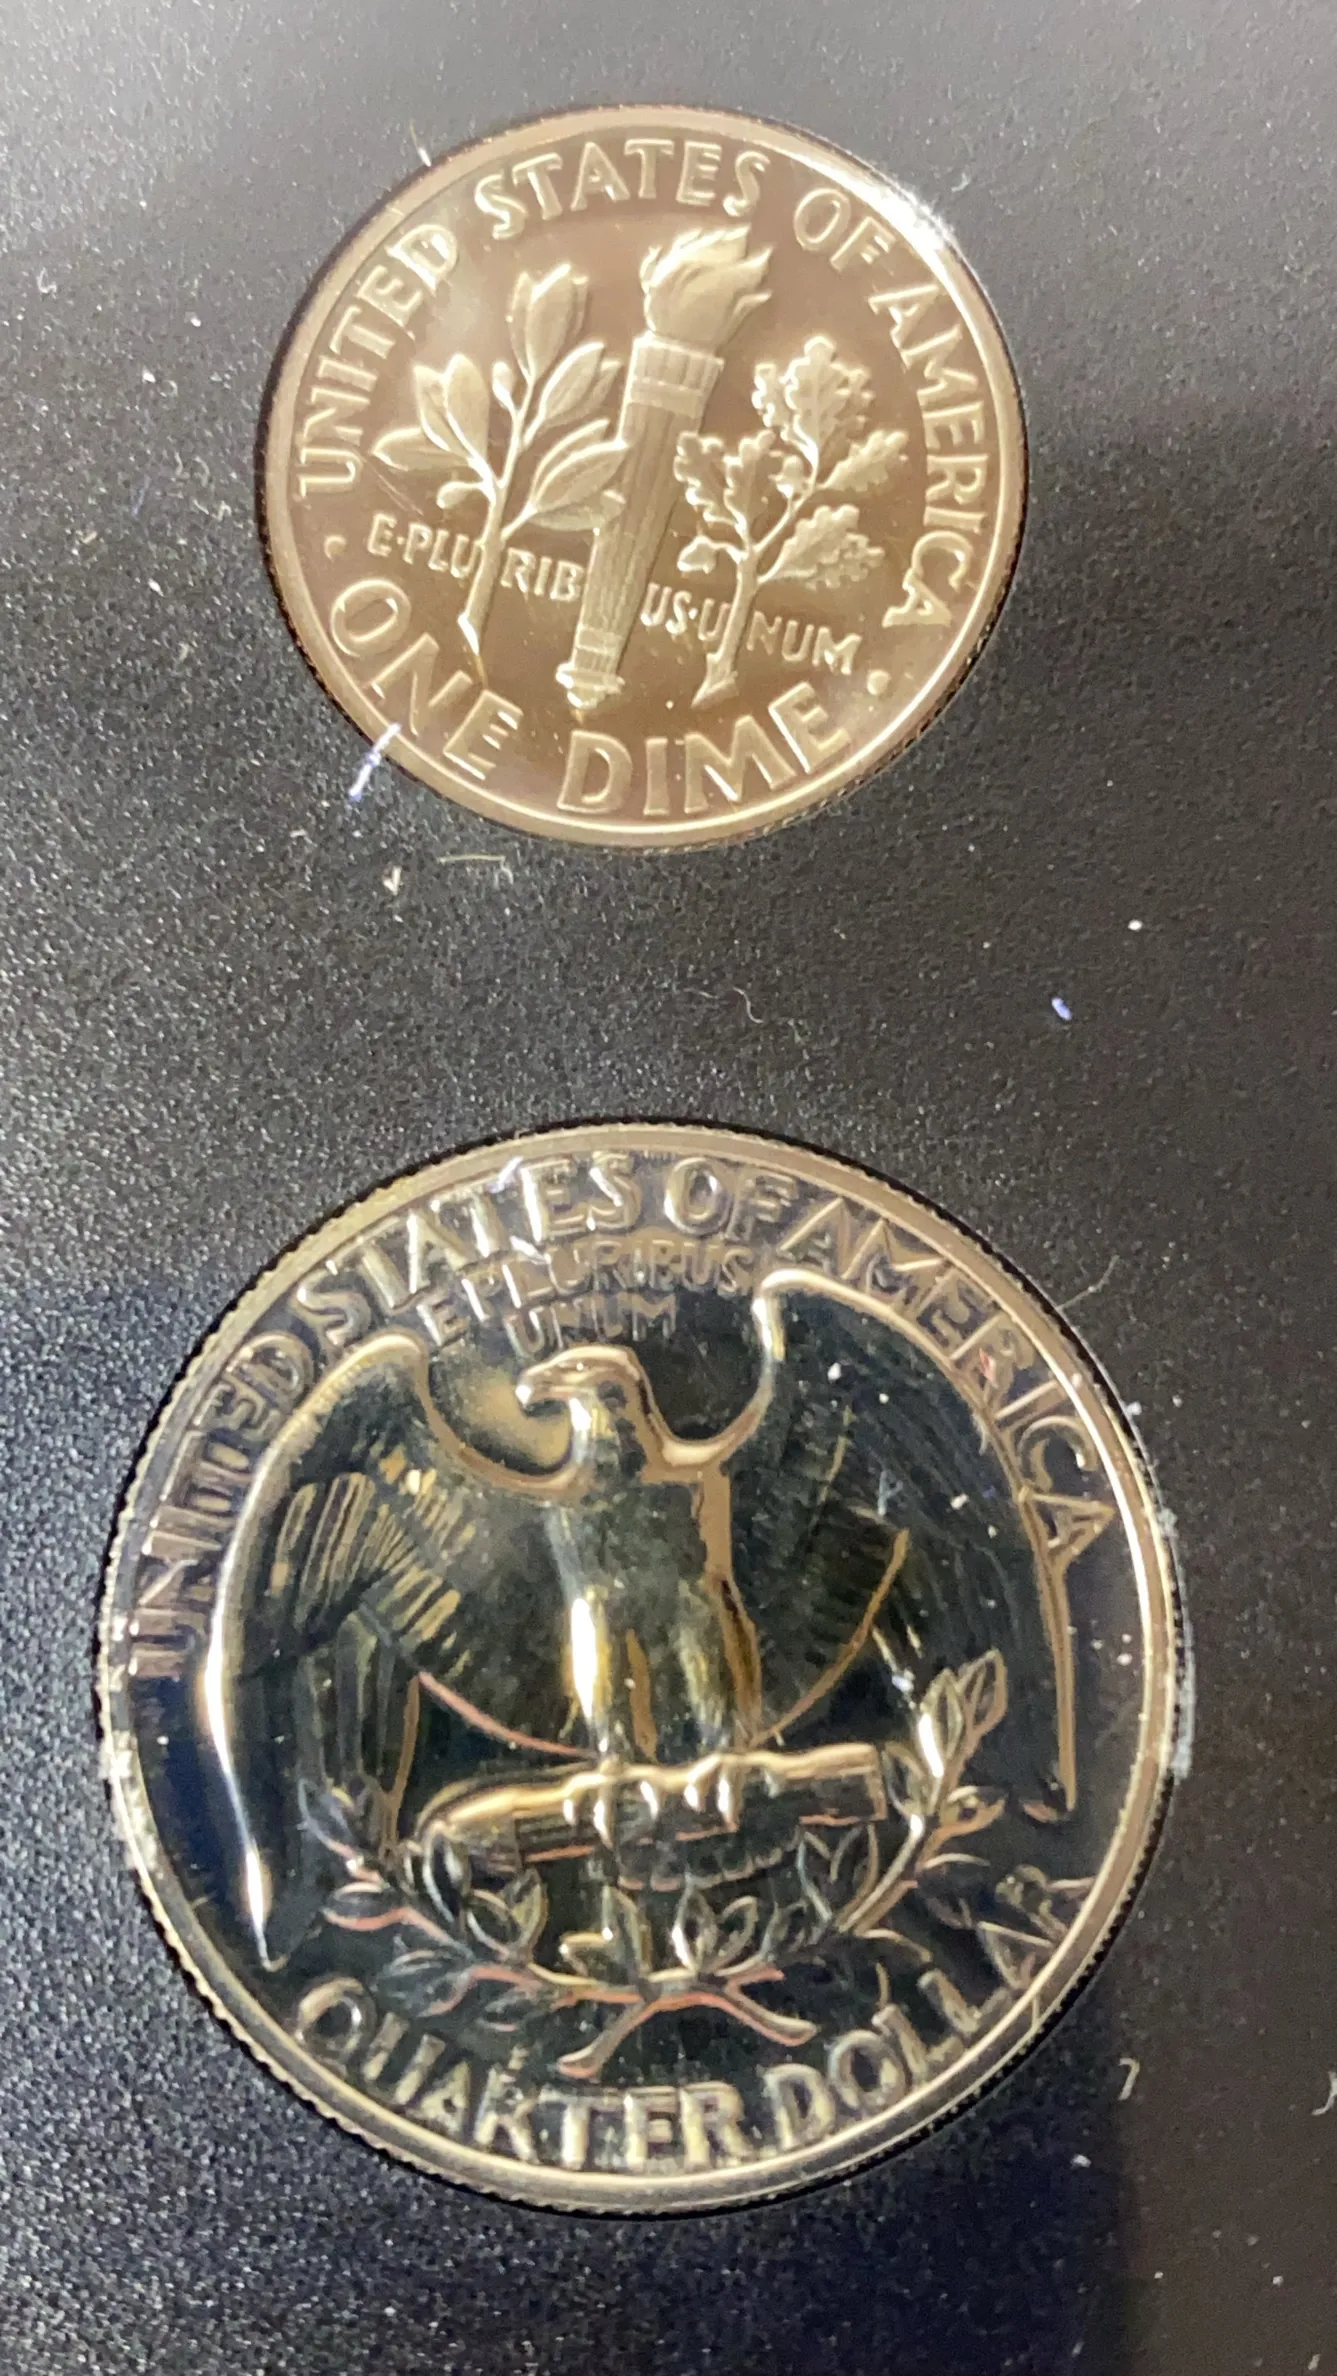 UNITED STATES OF AMERICA
E·PLURIBUS·UNUM
· ONE DIME ·
UNITED STATES OF AMERICA
E PLURIBUS
UNUM
QUARTER DOLLAR